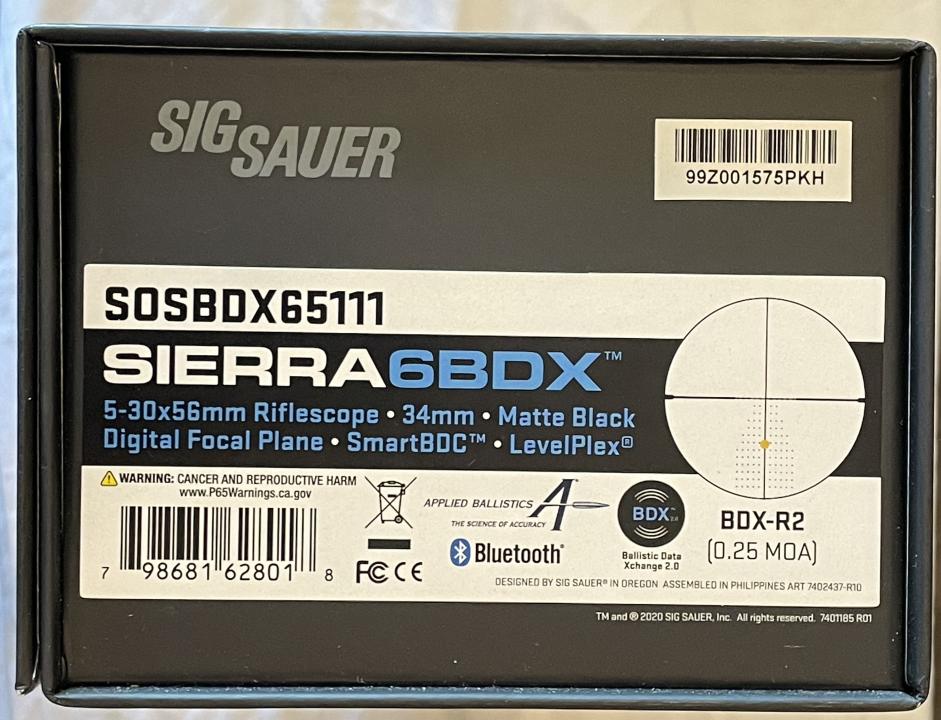 SIG SAUER
99Z001575PKH
SOSBDX65111
SIERRA6BDX™
5-30x56mm Riflescope • 34mm • Matte Black
Digital Focal Plane • SmartBDC™ • LevelPlex®
WARNING: CANCER AND REPRODUCTIVE HARM
www.P65Warnings.ca.gov
7 98681 62801 8
FC CE
APPLIED BALLISTICS A
THE SCIENCE OF ACCURACY
Bluetooth®
BDX™ 2.0
Ballistic Data
Xchange 2.0
BDX-R2
(0.25 MOA)
DESIGNED BY SIG SAUER® IN OREGON ASSEMBLED IN PHILIPPINES ART 7402437-R10
TM and ® 2020 SIG SAUER, Inc. All rights reserved. 7401185 R01